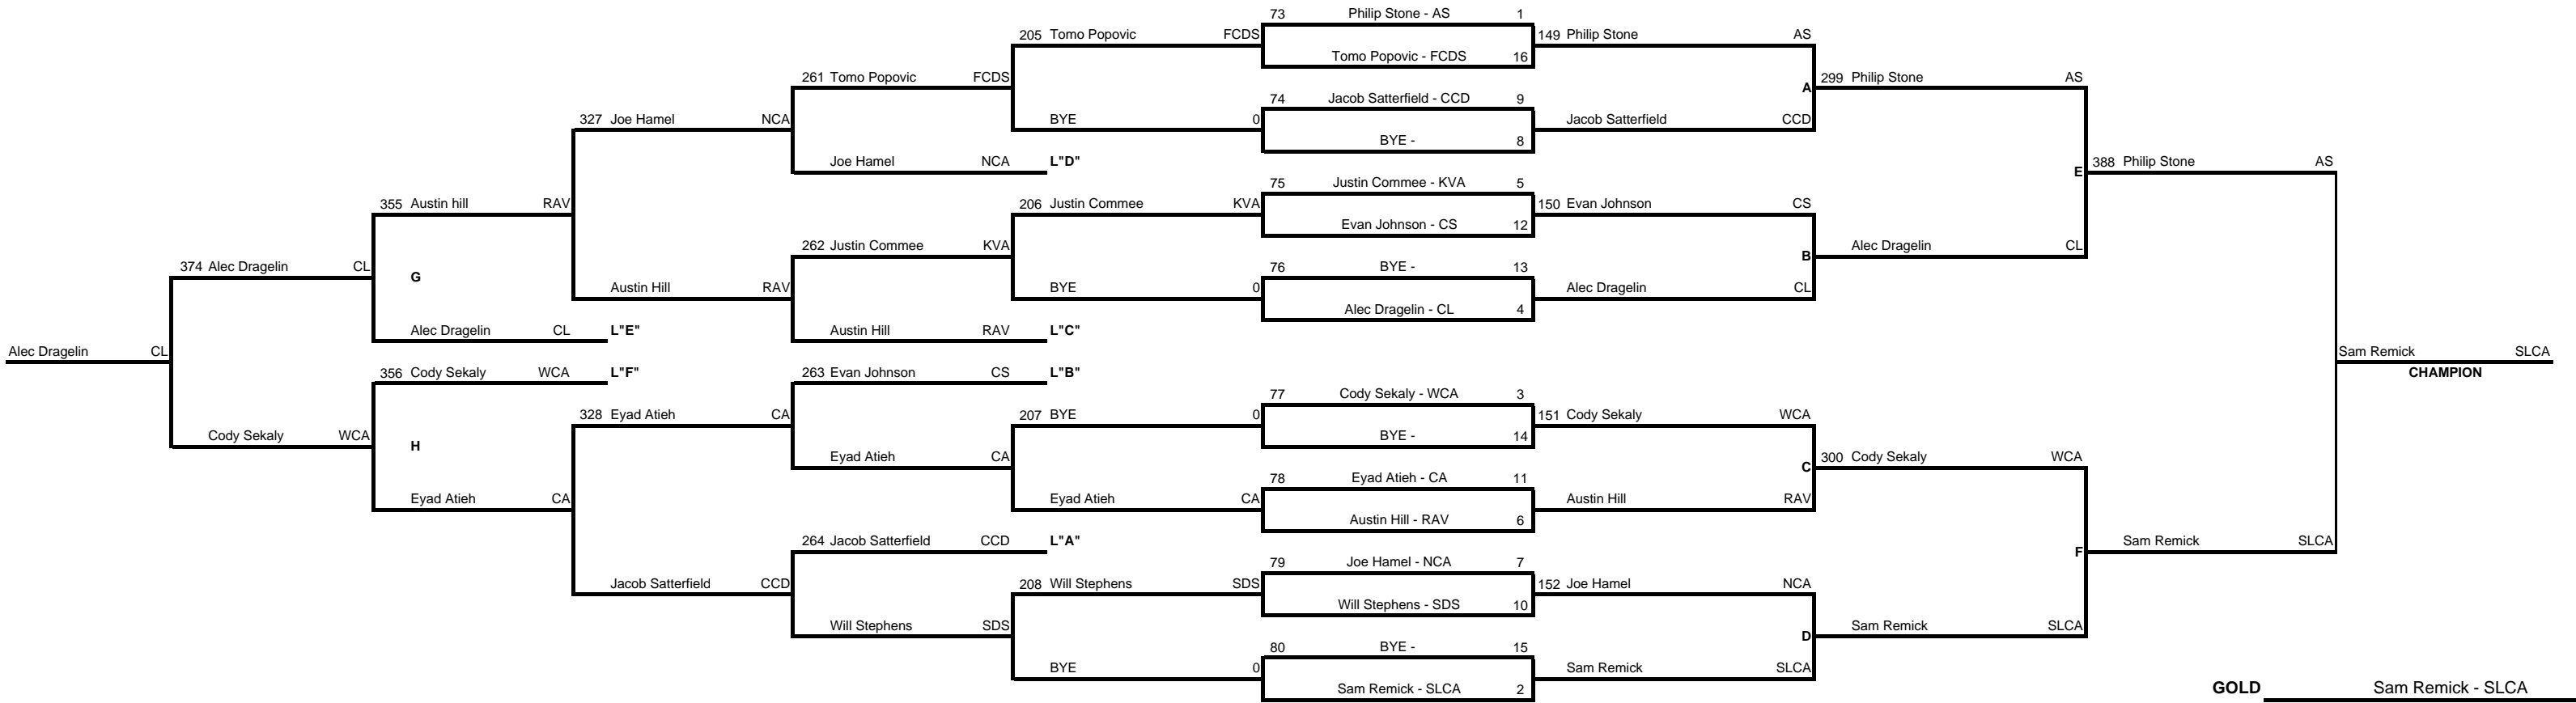 73 Philip Stone - AS 1
205 Tomo Popovic FCDS 149 Philip Stone AS
Tomo Popovic - FCDS 16
261 Tomo Popovic FCDS 299 Philip Stone AS
A
74 Jacob Satterfield - CCD 9
327 Joe Hamel NCA BYE 0 Jacob Satterfield CCD
BYE - 8
Joe Hamel NCA L"D" 388 Philip Stone AS
E
75 Justin Commee - KVA 5
355 Austin hill RAV 206 Justin Commee KVA 150 Evan Johnson CS
Evan Johnson - CS 12
262 Justin Commee KVA Alec Dragelin CL
B
374 Alec Dragelin CL 76 BYE - 13
G
Austin Hill RAV BYE 0 Alec Dragelin CL
Alec Dragelin - CL 4
Alec Dragelin CL L"E" Austin Hill RAV L"C"
Alec Dragelin CL Sam Remick SLCA
356 Cody Sekaly WCA L"F" 263 Evan Johnson CS L"B" CHAMPION
77 Cody Sekaly - WCA 3
328 Eyad Atieh CA 207 BYE 0 151 Cody Sekaly WCA
Cody Sekaly WCA BYE - 14
H
Eyad Atieh CA 300 Cody Sekaly WCA
C
78 Eyad Atieh - CA 11
Eyad Atieh CA Eyad Atieh CA Austin Hill RAV
Austin Hill - RAV 6
264 Jacob Satterfield CCD L"A" Sam Remick SLCA
F
79 Joe Hamel - NCA 7
Jacob Satterfield CCD 208 Will Stephens SDS 152 Joe Hamel NCA
Will Stephens - SDS 10
Will Stephens SDS Sam Remick SLCA
D
80 BYE - 15
BYE 0 Sam Remick SLCA
Sam Remick - SLCA 2
GOLD Sam Remick - SLCA